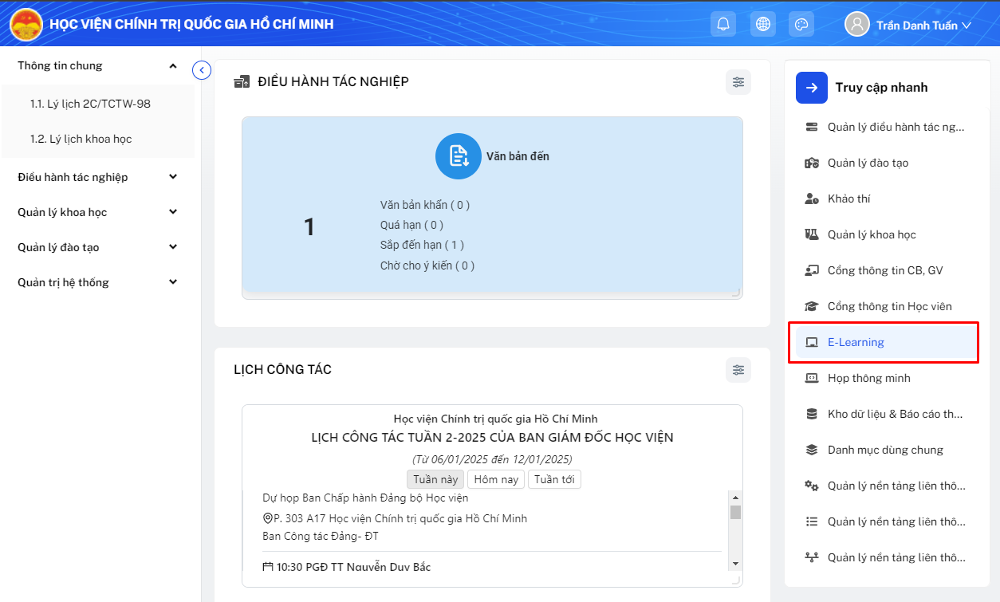 HỌC VIỆN CHÍNH TRỊ QUỐC GIA HỒ CHÍ MINH
Trần Danh Tuấn
Thông tin chung
1.1. Lý lịch 2C/TCTW-98
1.2. Lý lịch khoa học
Điều hành tác nghiệp
Quản lý khoa học
Quản lý đào tạo
Quản trị hệ thống
ĐIỀU HÀNH TÁC NGHIỆP
Văn bản đến
1
Văn bản khẩn ( 0 )
Quá hạn ( 0 )
Sắp đến hạn ( 1 )
Chờ cho ý kiến ( 0 )
LỊCH CÔNG TÁC
Học viện Chính trị quốc gia Hồ Chí Minh
LỊCH CÔNG TÁC TUẦN 2-2025 CỦA BAN GIÁM ĐỐC HỌC VIỆN
(Từ 06/01/2025 đến 12/01/2025)
Tuần này Hôm nay Tuần tới
Dự họp Ban Chấp hành Đảng bộ Học viện
P. 303 A17 Học viện Chính trị quốc gia Hồ Chí Minh
Ban Công tác Đảng- ĐT
10:30 PGĐ TT Nguyễn Duy Bắc
Truy cập nhanh
Quản lý điều hành tác ng...
Quản lý đào tạo
Khảo thí
Quản lý khoa học
Cổng thông tin CB, GV
Cổng thông tin Học viên
E-Learning
Họp thông minh
Kho dữ liệu & Báo cáo th...
Danh mục dùng chung
Quản lý nền tảng liên thô...
Quản lý nền tảng liên thô...
Quản lý nền tảng liên thô...